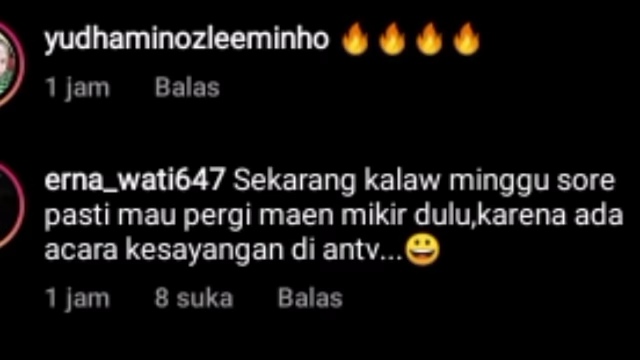 yudhaminozleeminho 🔥🔥🔥🔥
1 jam Balas
erna_wati647 Sekarang kalaw minggu sore
pasti mau pergi maen mikir dulu,karena ada
acara kesayangan di antv...😀
1 jam 8 suka Balas